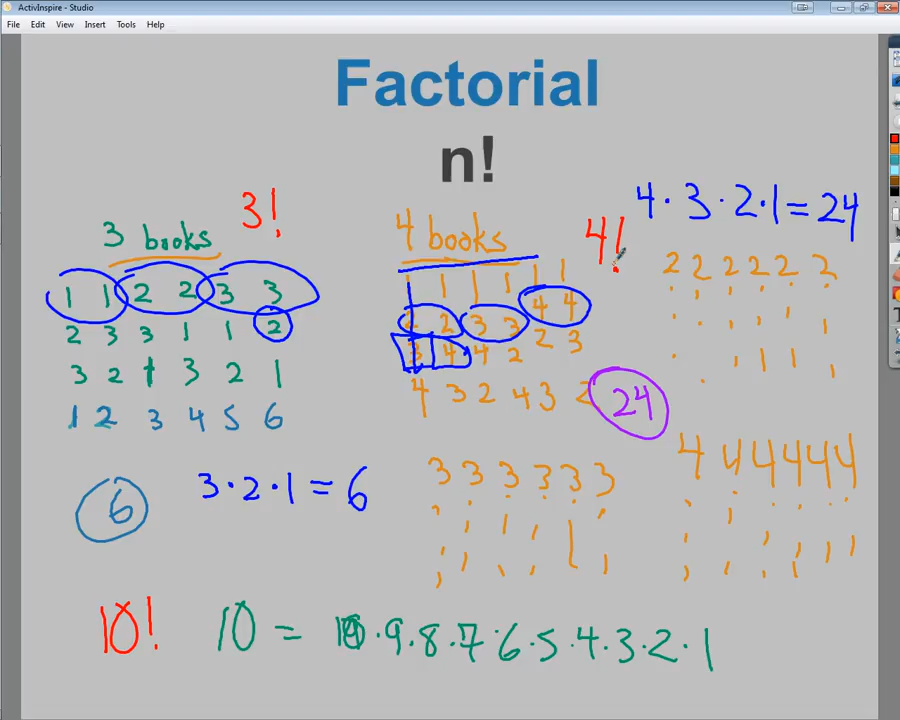 ActivInspire - Studio
File Edit View Insert Tools Help
Factorial
n!
3 books 3!
1 1 2 2 3 3
2 3 3 1 1 2
3 2 1 3 2 1
1 2 3 4 5 6
6
3·2·1=6
4 books 4!
4·3·2·1=24
1 1 1 1 1 1
2 2 3 3 4 4
3 4 4 2 2 3
4 3 2 4 3 2
24
2 2 2 2 2 2
3 3 3 3 3 3
4 4 4 4 4 4
10! 10 = 10·9·8·7·6·5·4·3·2·1